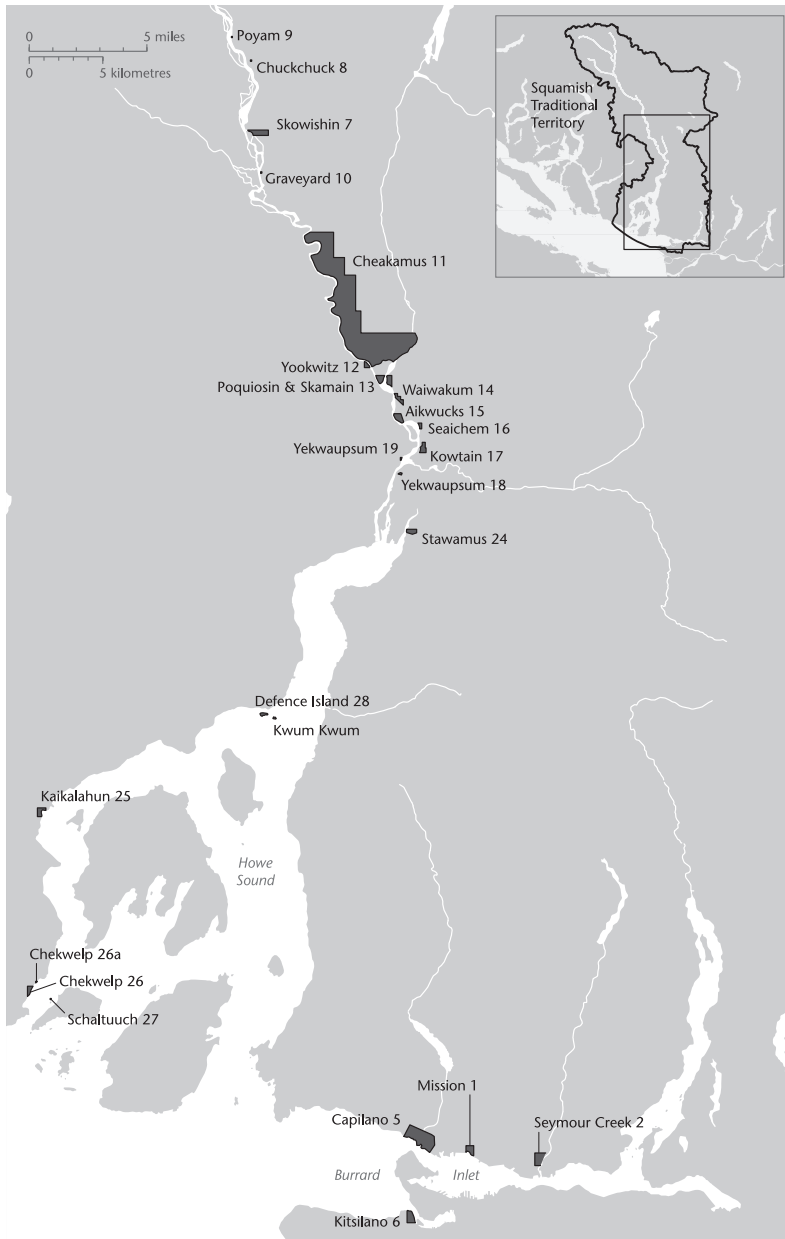 0 5 miles
0 5 kilometres
Poyam 9
Chuckchuck 8
Skowishin 7
Graveyard 10
Squamish
Traditional
Territory
Cheakamus 11
Yookwitz 12
Poquiosin & Skamain 13
Waiwakum 14
Aikwucks 15
Seaichem 16
Yekwaupsum 19
Kowtain 17
Yekwaupsum 18
Stawamus 24
Defence Island 28
Kwum Kwum
Kaikalahun 25
Howe
Sound
Chekwelp 26a
Chekwelp 26
Schaltuuch 27
Mission 1
Capilano 5
Seymour Creek 2
Burrard Inlet
Kitsilano 6